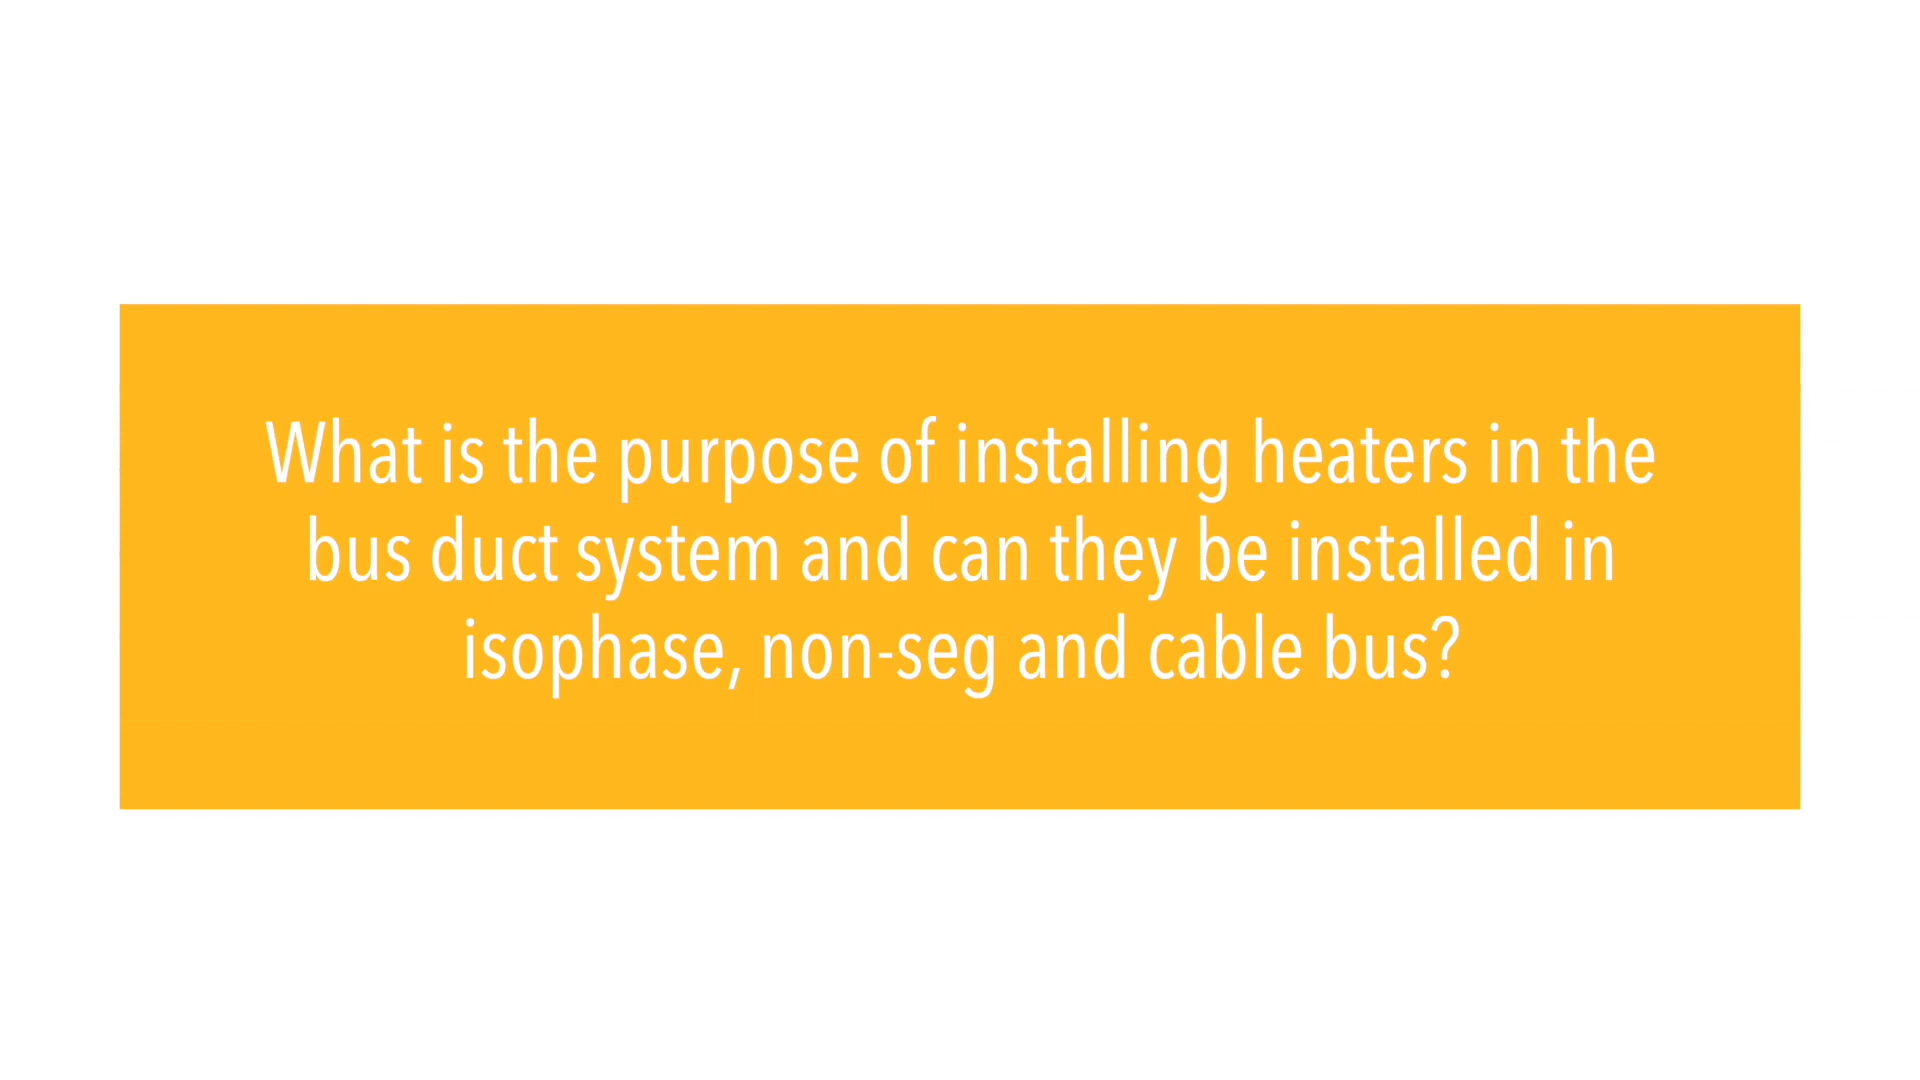 What is the purpose of installing heaters in the
bus duct system and can they be installed in
isophase, non-seg and cable bus?